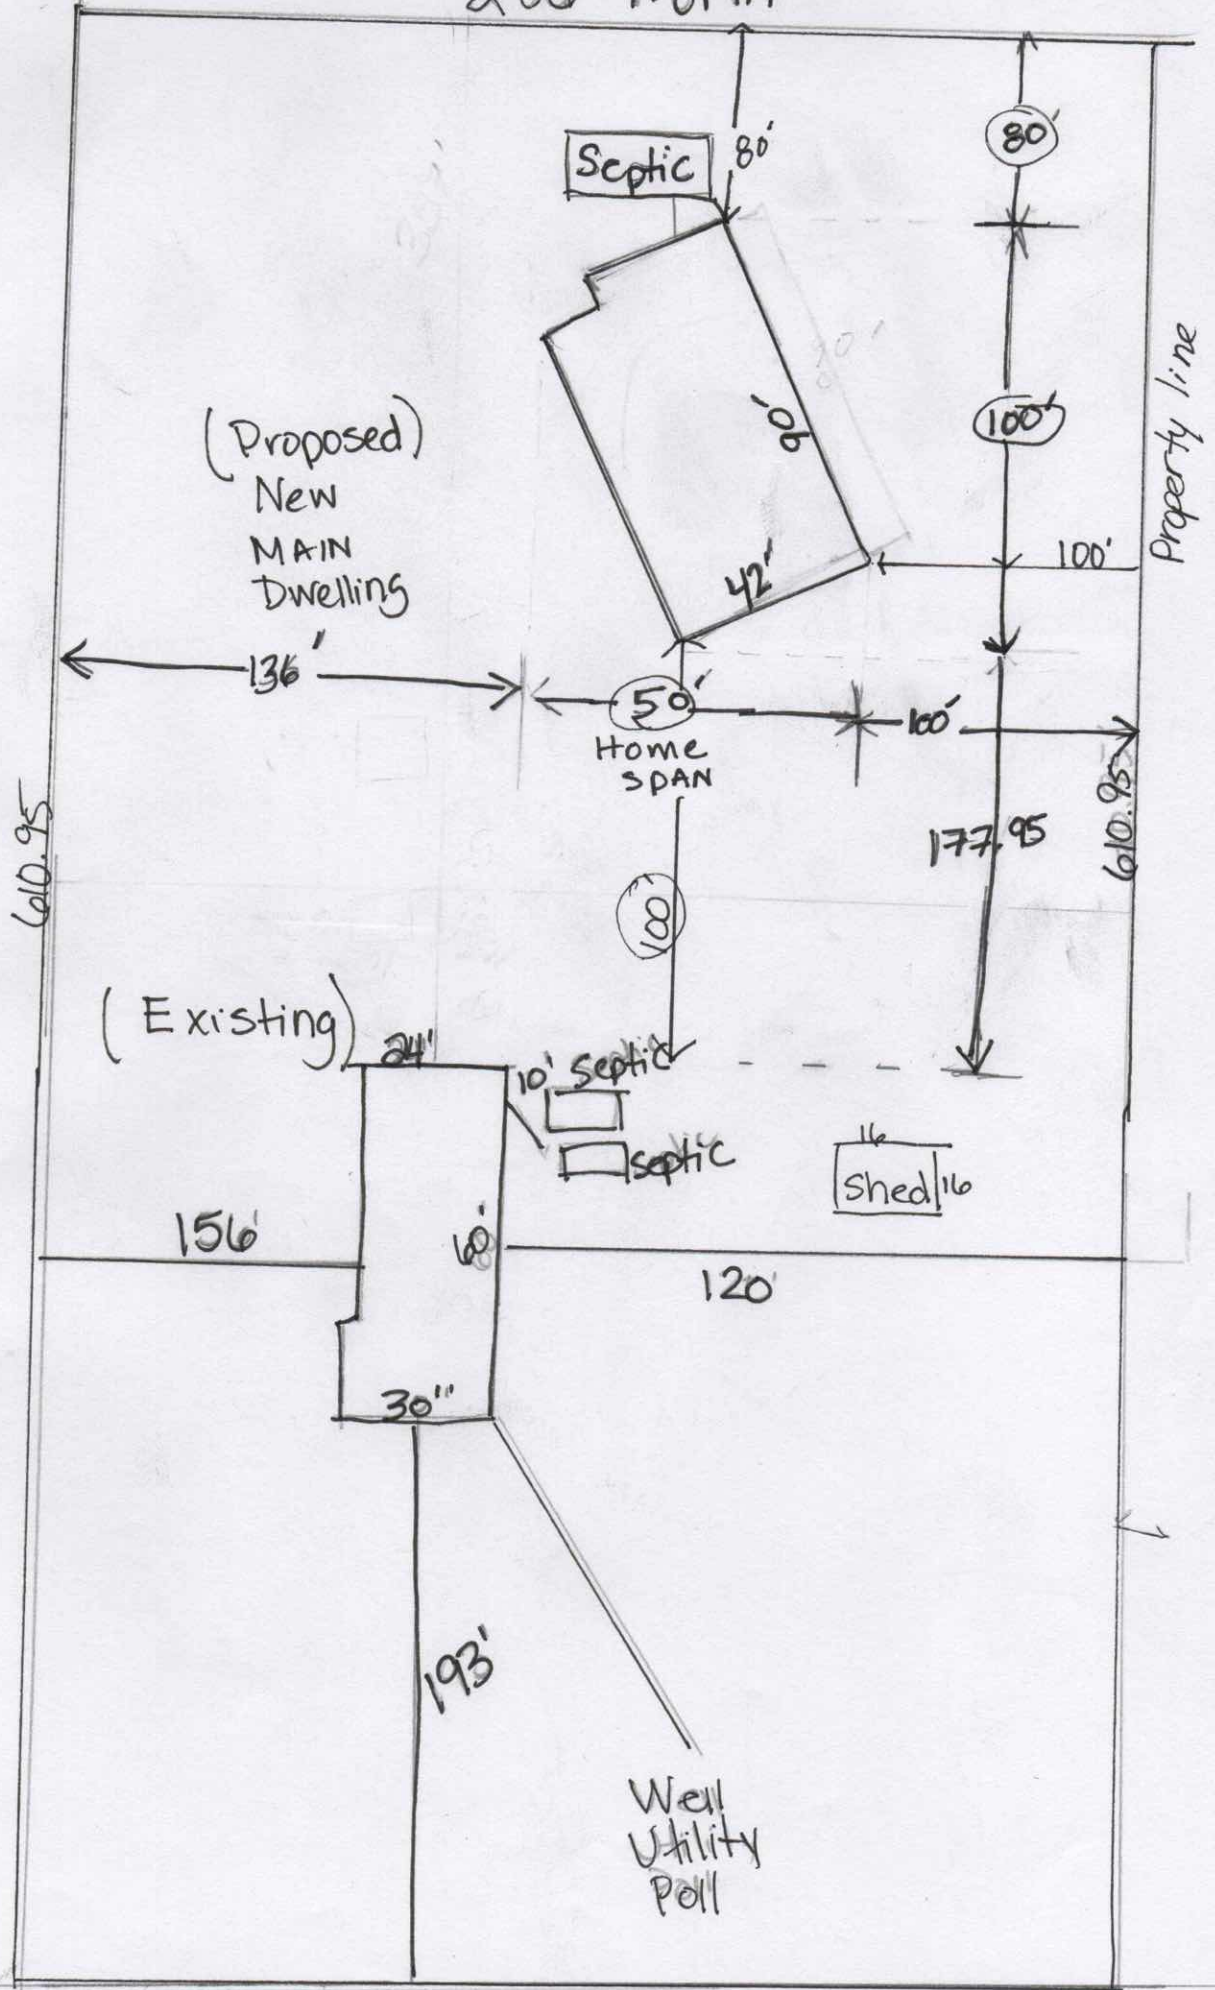 80'
80'
Septic
90'
100'
Property line
(Proposed)
New
MAIN
Dwelling
42'
100'
136'
50'
Home
SPAN
100'
610.95
610.95
177.95
100'
(Existing)
24'
10' Septic
septic
16
Shed 16
156'
60'
120'
30'"
193'
Well
Utility
Poll